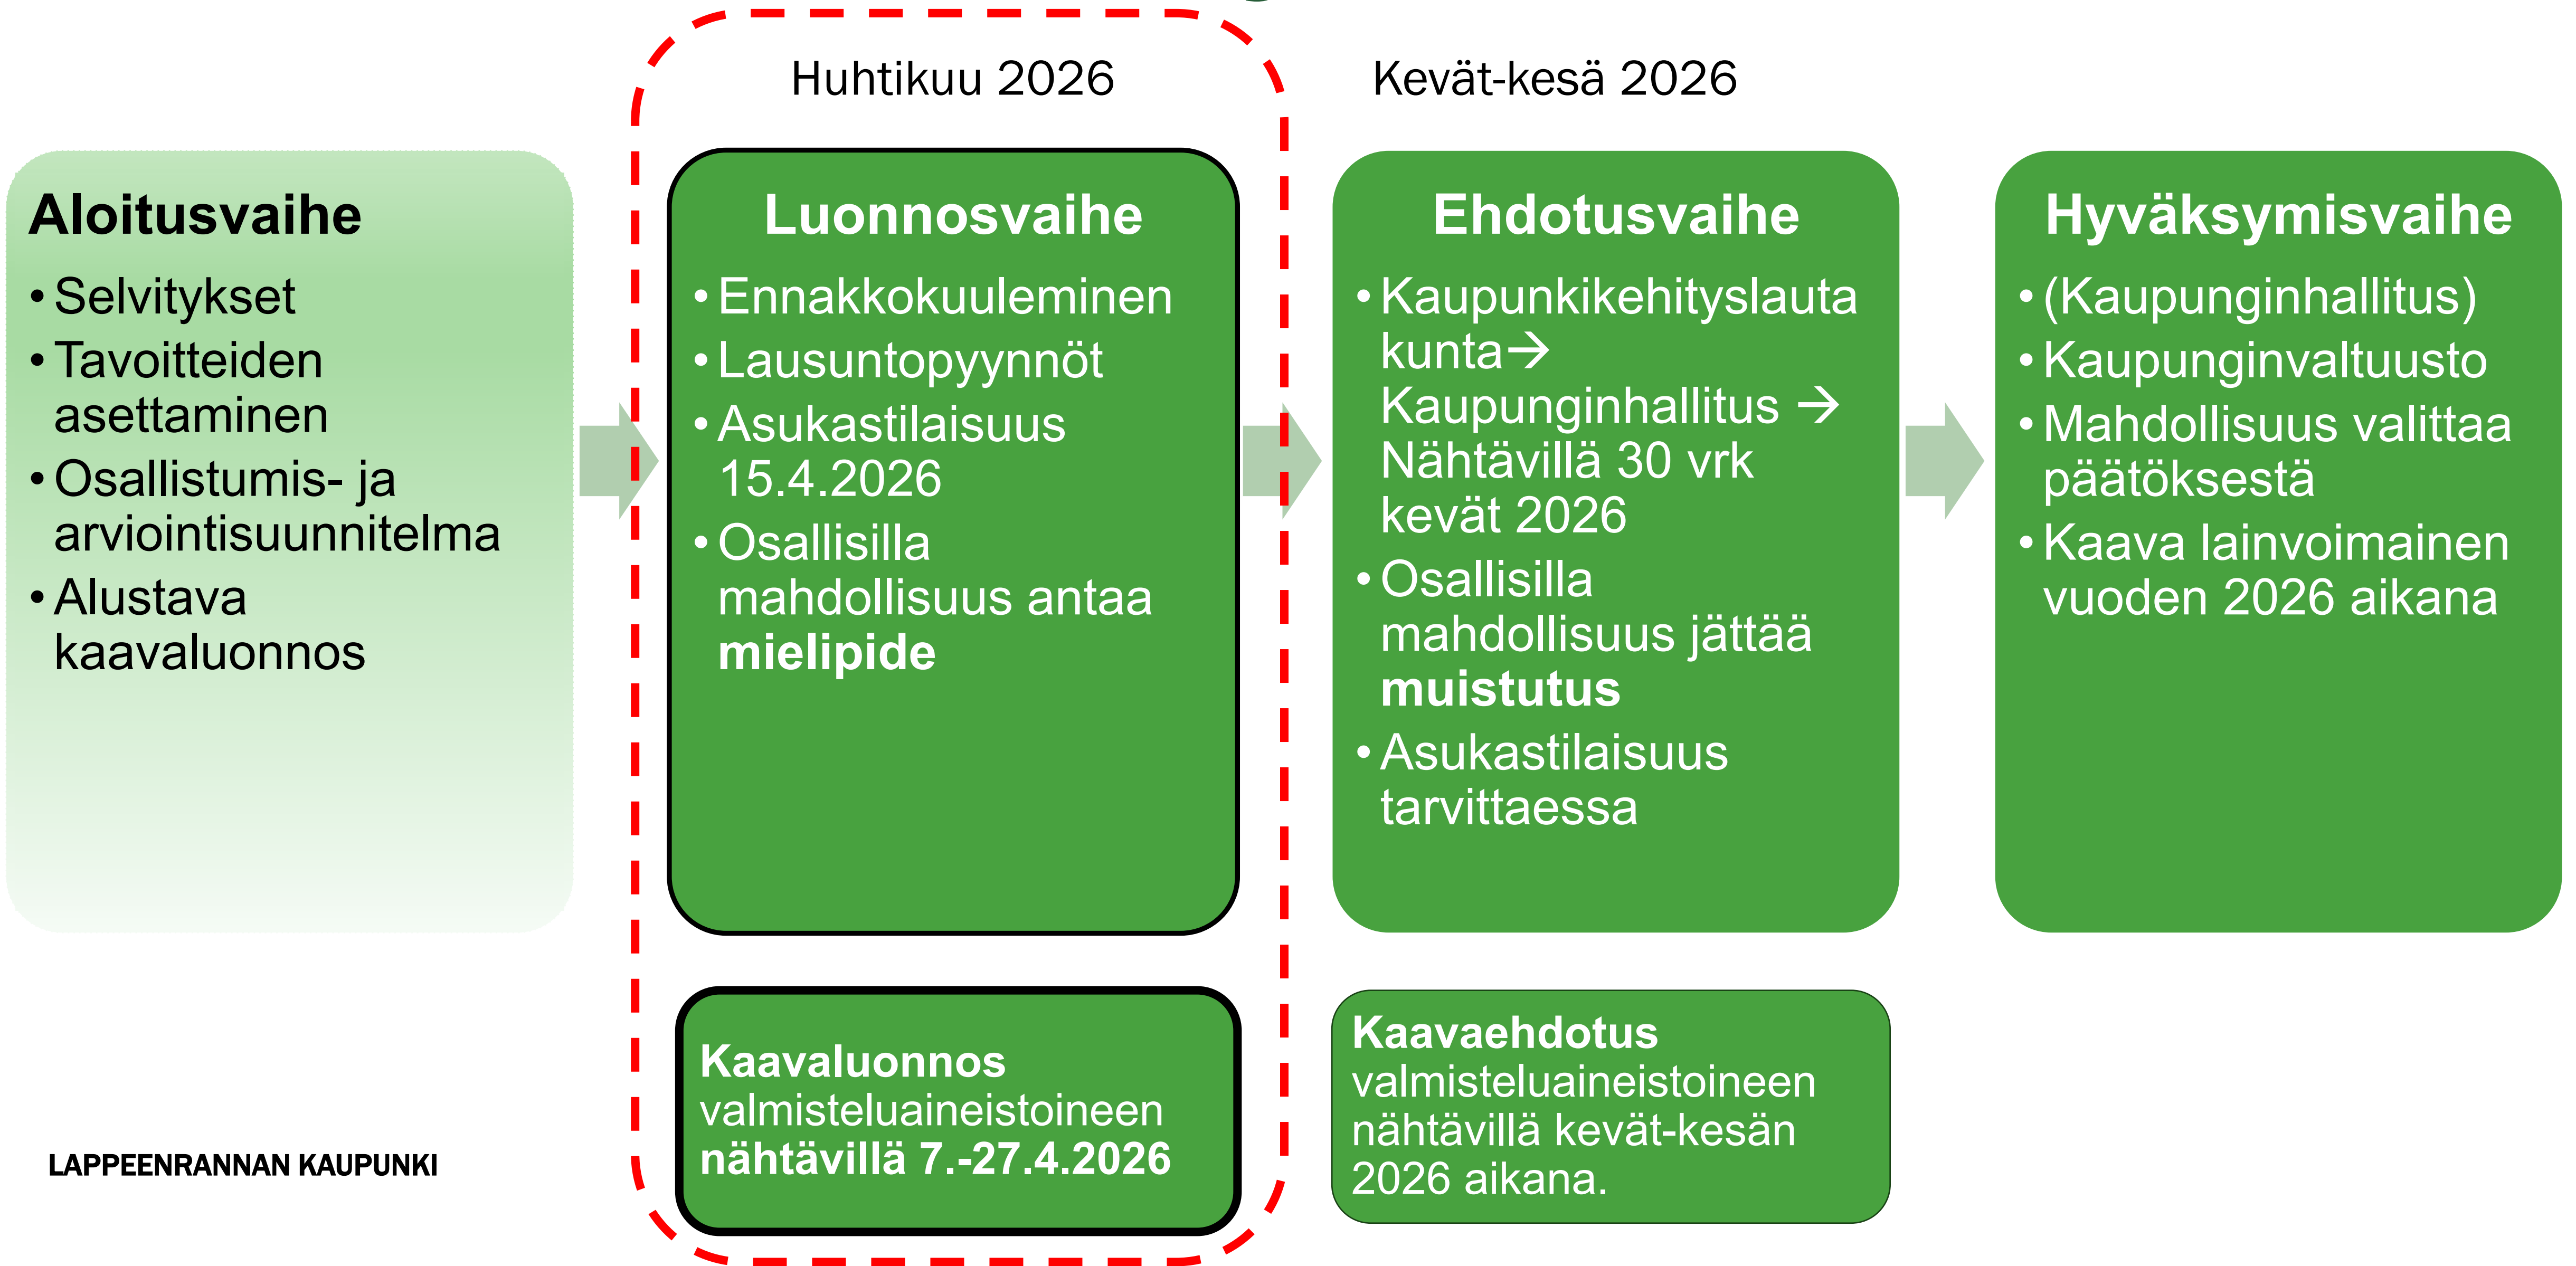 Huhtikuu 2026
Kevät-kesä 2026
Aloitusvaihe
• Selvitykset
• Tavoitteiden
asettaminen
• Osallistumis- ja
arviointisuunnitelma
• Alustava
kaavaluonnos
Luonnosvaihe
• Ennakkokuuleminen
• Lausuntopyynnöt
• Asukastilaisuus
15.4.2026
• Osallisilla
mahdollisuus antaa
mielipide
Ehdotusvaihe
• Kaupunkikehityslauta
kunta→
Kaupunginhallitus →
Nähtävillä 30 vrk
kevät 2026
• Osallisilla
mahdollisuus jättää
muistutus
• Asukastilaisuus
tarvittaessa
Hyväksymisvaihe
• (Kaupunginhallitus)
• Kaupunginvaltuusto
• Mahdollisuus valittaa
päätöksestä
• Kaava lainvoimainen
vuoden 2026 aikana
Kaavaluonnos
valmisteluaineistoineen
nähtävillä 7.-27.4.2026
Kaavaehdotus
valmisteluaineistoineen
nähtävillä kevät-kesän
2026 aikana.
LAPPEENRANNAN KAUPUNKI